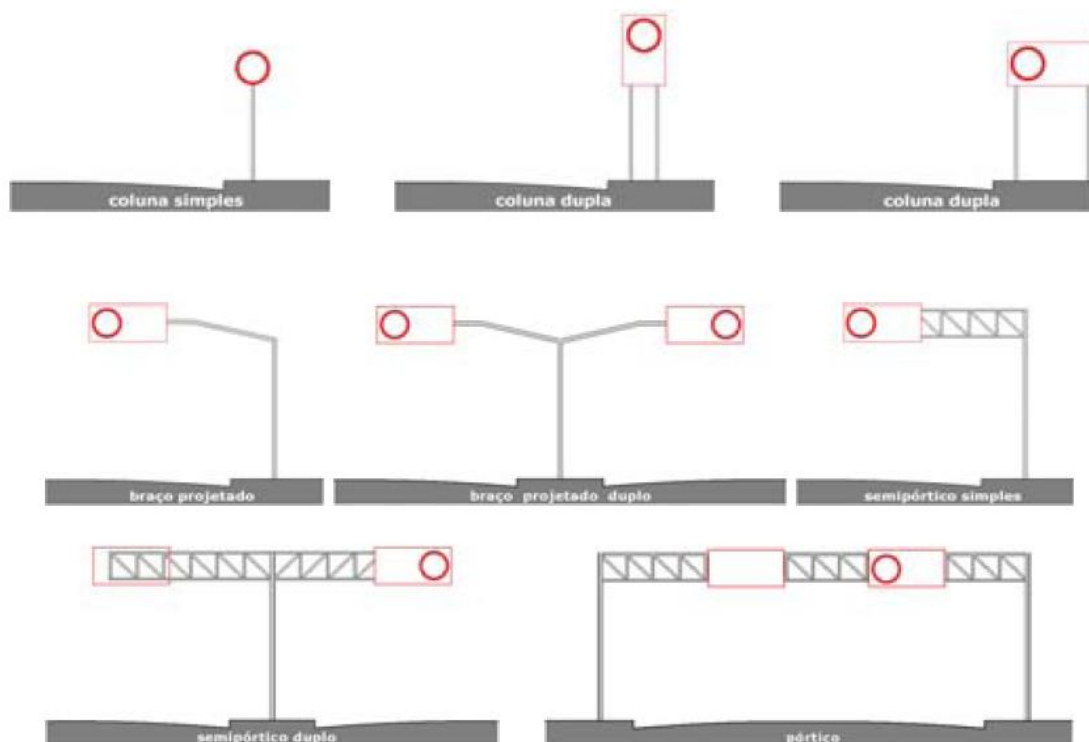 coluna simples
coluna dupla
coluna dupla
braço projetado
braço projetado duplo
semipórtico simples
semipórtico duplo
pórtico